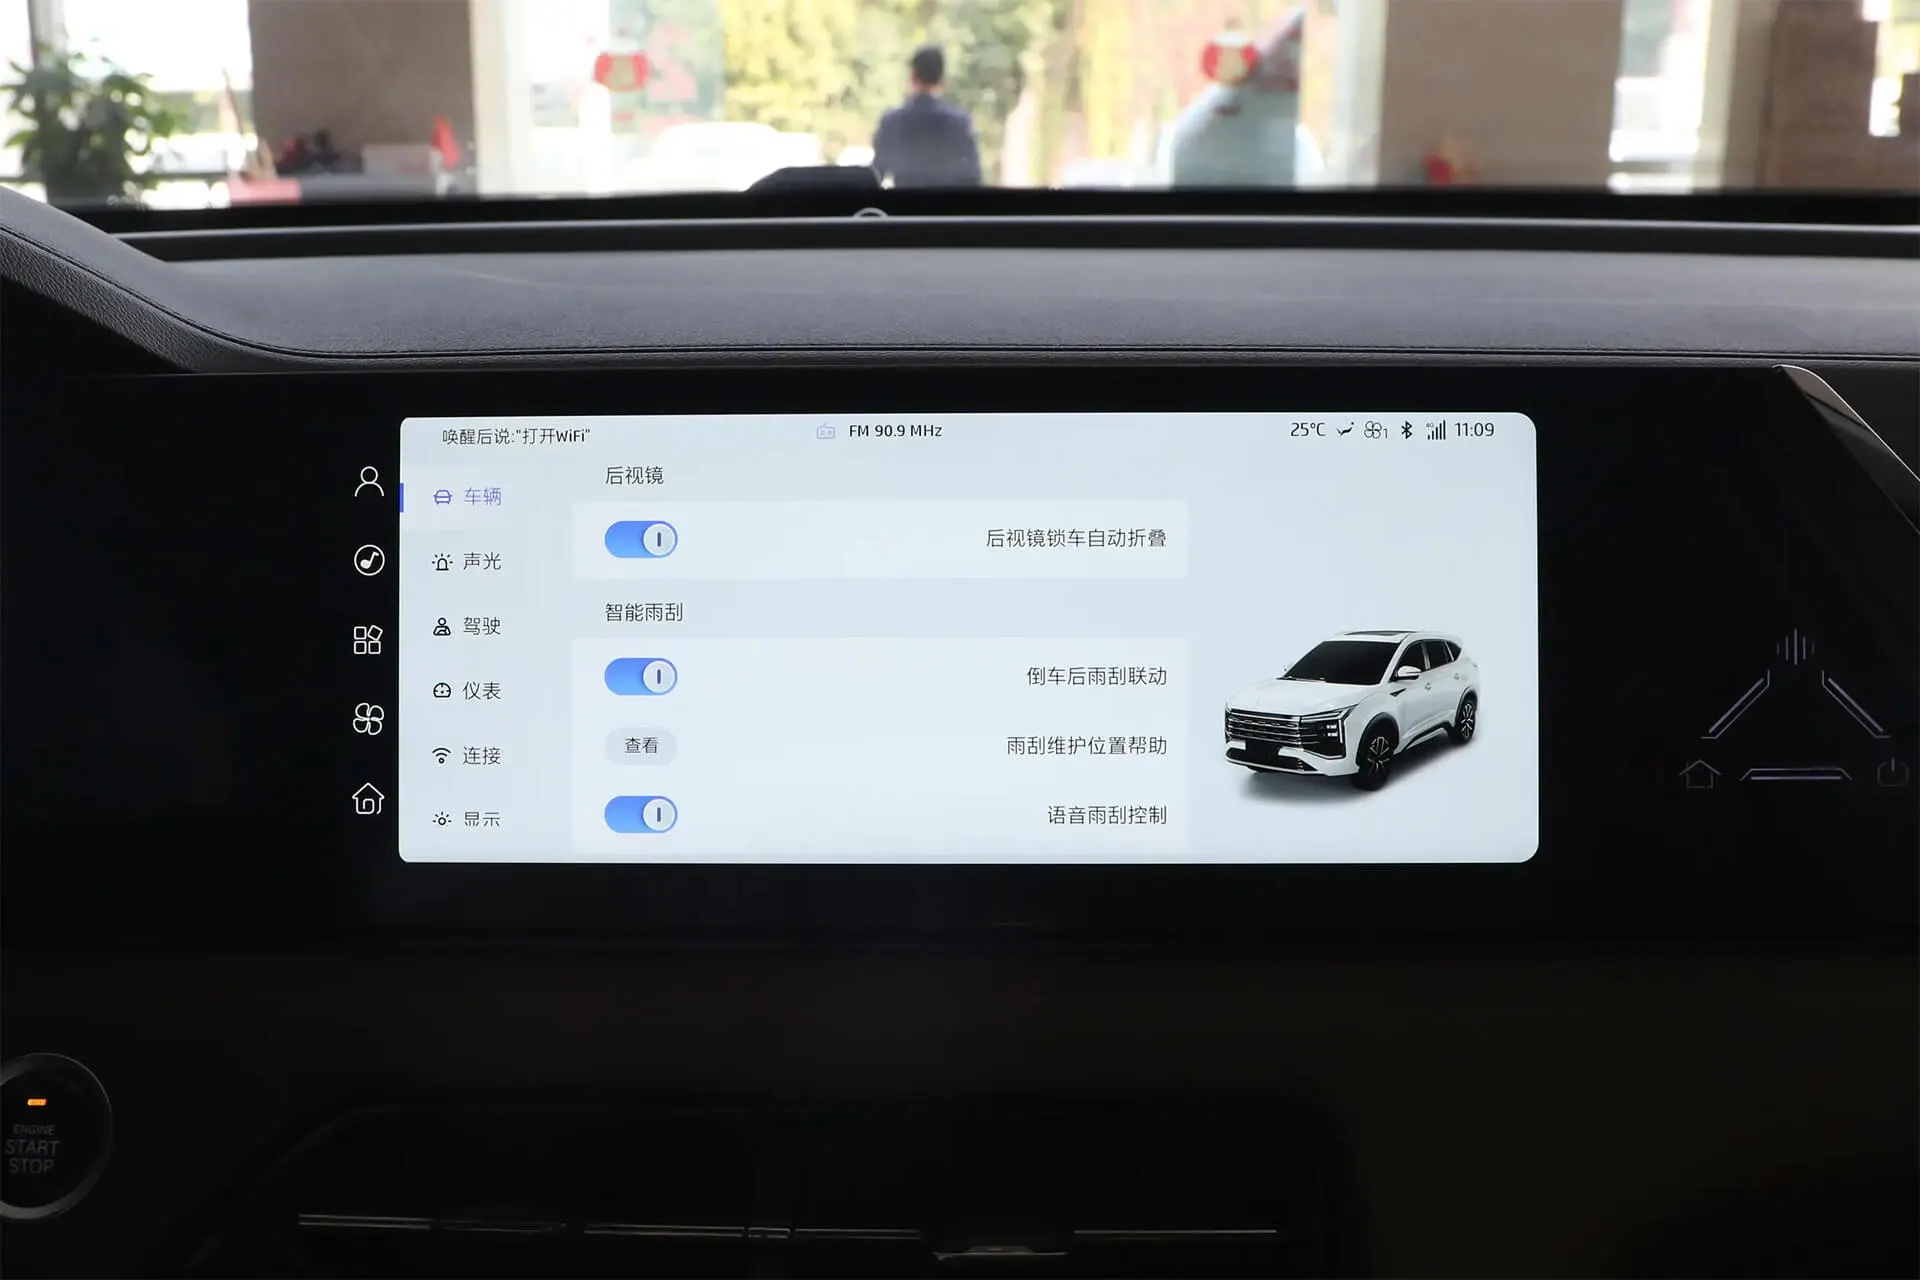 唤醒后说:"打开WiFi"
FM 90.9 MHz
25°C
1
4G
11:09
车辆
声光
驾驶
仪表
连接
显示
后视镜
后视镜锁车自动折叠
智能雨刮
倒车后雨刮联动
查看
雨刮维护位置帮助
语音雨刮控制
ENGINE
START
STOP